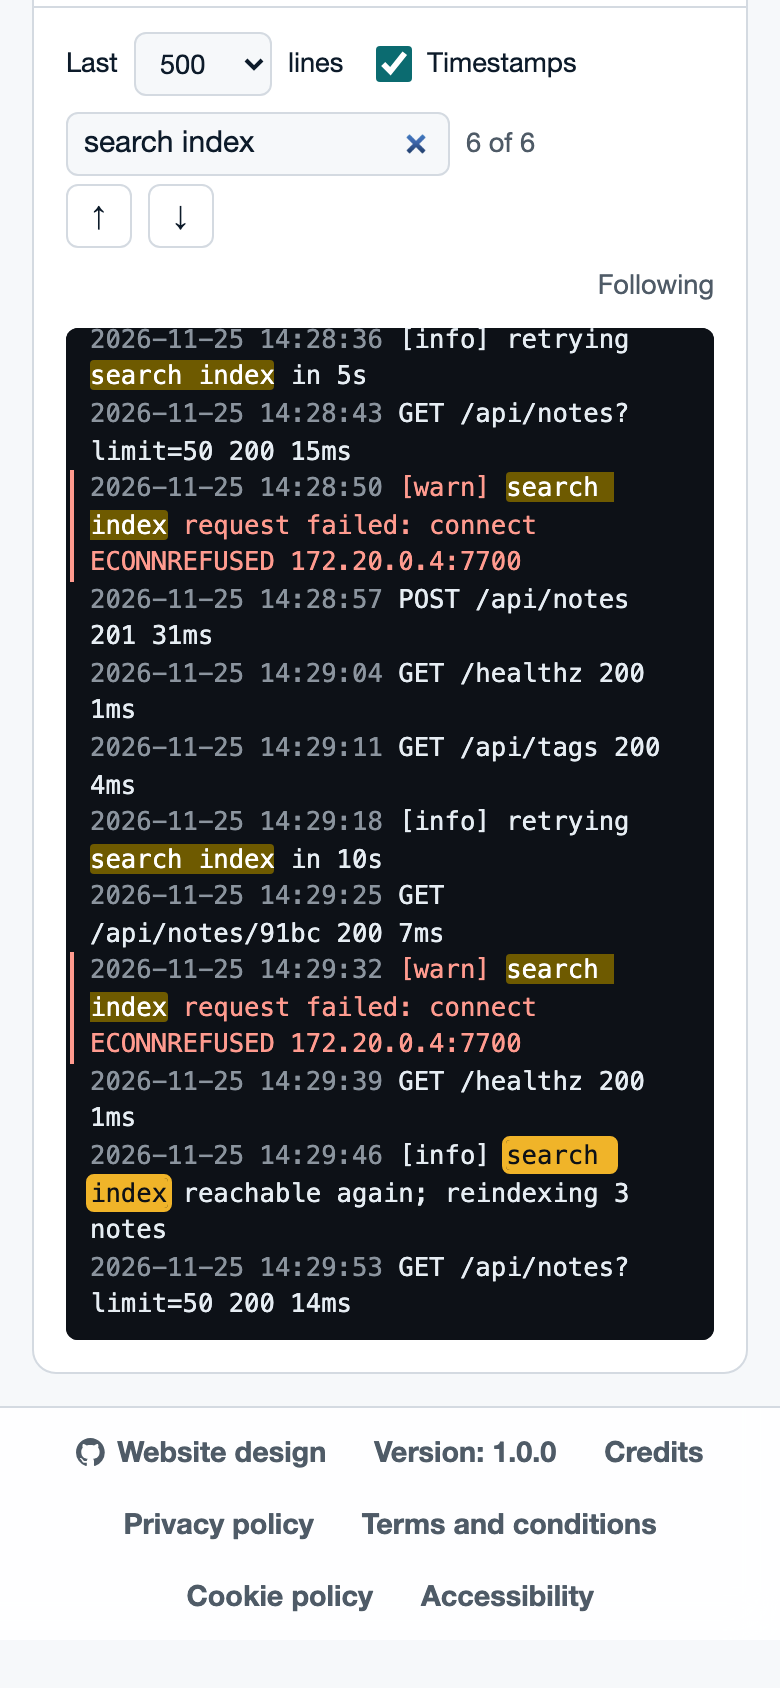 Last 500 lines Timestamps
search index 6 of 6
↑ ↓
Following
2026-11-25 14:28:36 [info] retrying
search index in 5s
2026-11-25 14:28:43 GET /api/notes?
limit=50 200 15ms
2026-11-25 14:28:50 [warn] search
index request failed: connect
ECONNREFUSED 172.20.0.4:7700
2026-11-25 14:28:57 POST /api/notes
201 31ms
2026-11-25 14:29:04 GET /healthz 200
1ms
2026-11-25 14:29:11 GET /api/tags 200
4ms
2026-11-25 14:29:18 [info] retrying
search index in 10s
2026-11-25 14:29:25 GET
/api/notes/91bc 200 7ms
2026-11-25 14:29:32 [warn] search
index request failed: connect
ECONNREFUSED 172.20.0.4:7700
2026-11-25 14:29:39 GET /healthz 200
1ms
2026-11-25 14:29:46 [info] search
index reachable again; reindexing 3
notes
2026-11-25 14:29:53 GET /api/notes?
limit=50 200 14ms
Website design Version: 1.0.0 Credits
Privacy policy Terms and conditions
Cookie policy Accessibility